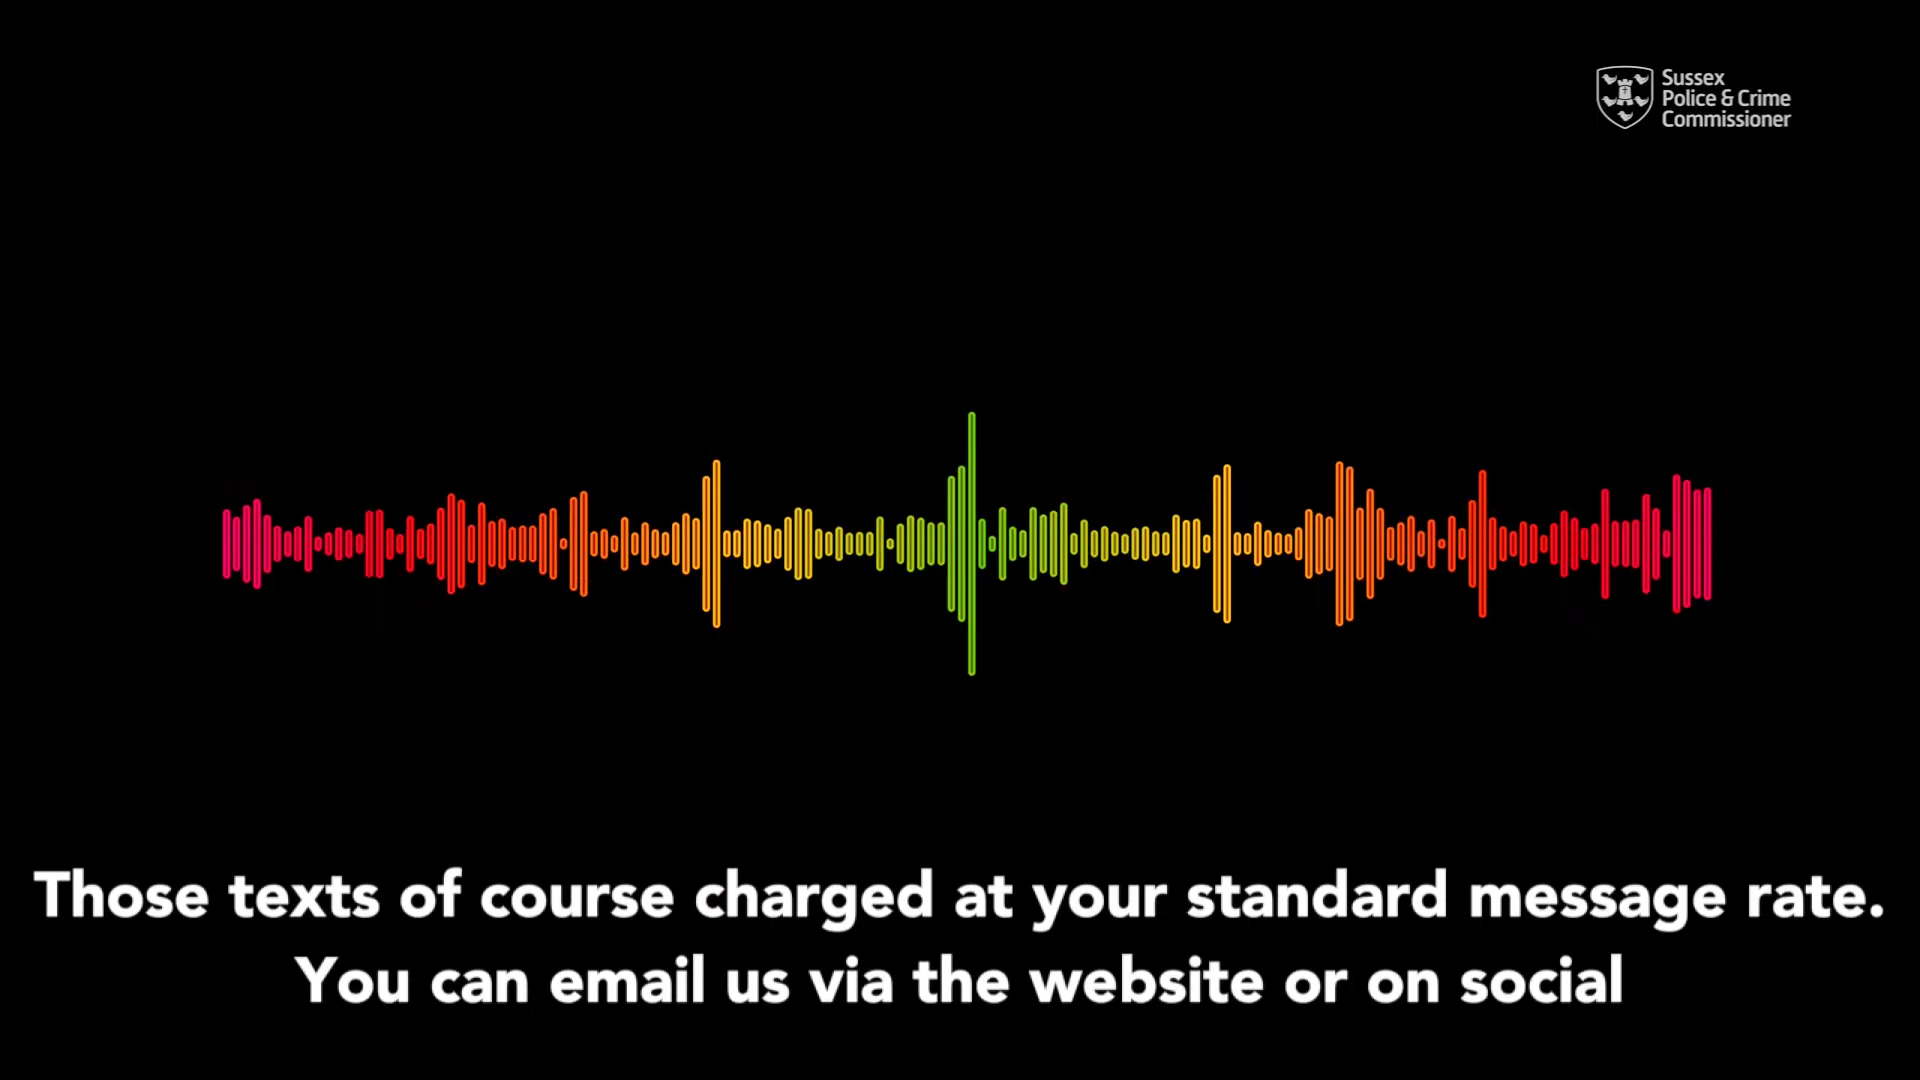 Sussex
Police & Crime
Commissioner
Those texts of course charged at your standard message rate.
You can email us via the website or on social